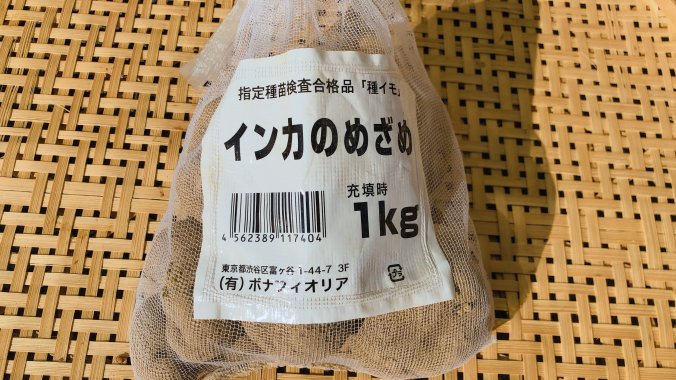 指定種苗検査合格品「種イモ」
インカのめざめ
充填時
1kg
4 562389 117404
東京都渋谷区富ヶ谷 1-44-7 3F
(有) ボナフィオリア
プラ